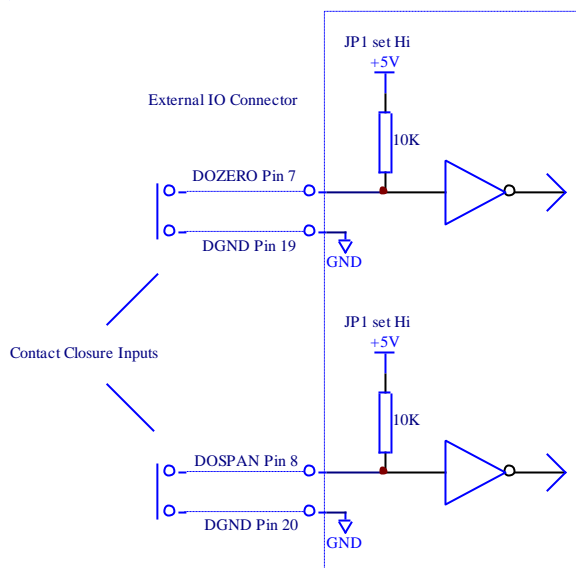 JP1 set Hi
+5V
External IO Connector
10K
DOZERO Pin 7
DGND Pin 19
GND
JP1 set Hi
+5V
Contact Closure Inputs
10K
DOSPAN Pin 8
DGND Pin 20
GND